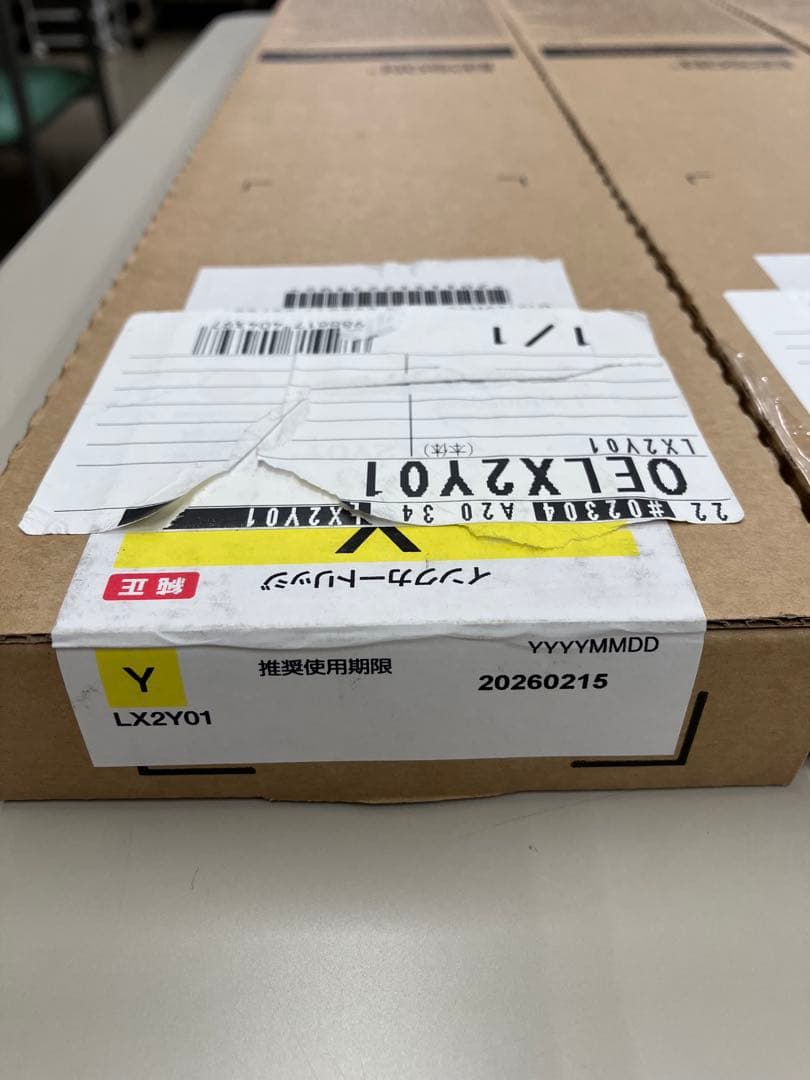 1/1
LX2Y01 (本体)
OELX2Y01
22 #02304 A20 34 LX2Y01
Y
インクカートリッジ
純正
YYYYMMDD
Y 推奨使用期限 20260215
LX2Y01